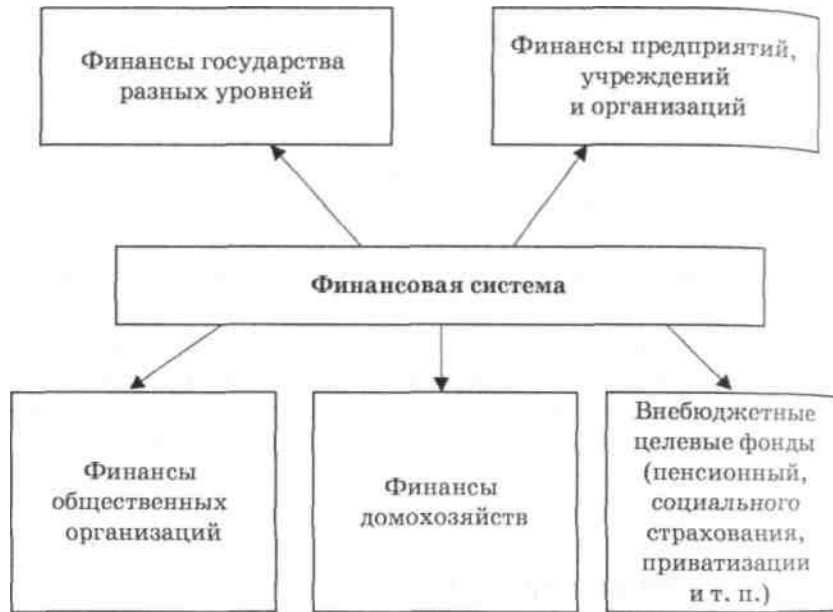 Финансы государства
разных уровней
Финансы предприятий,
учреждений
и организаций
Финансовая система
Финансы
общественных
организаций
Финансы
домохозяйств
Внебюджетные
целевые фонды
(пенсионный,
социального
страхования,
приватизации
и т. п.)